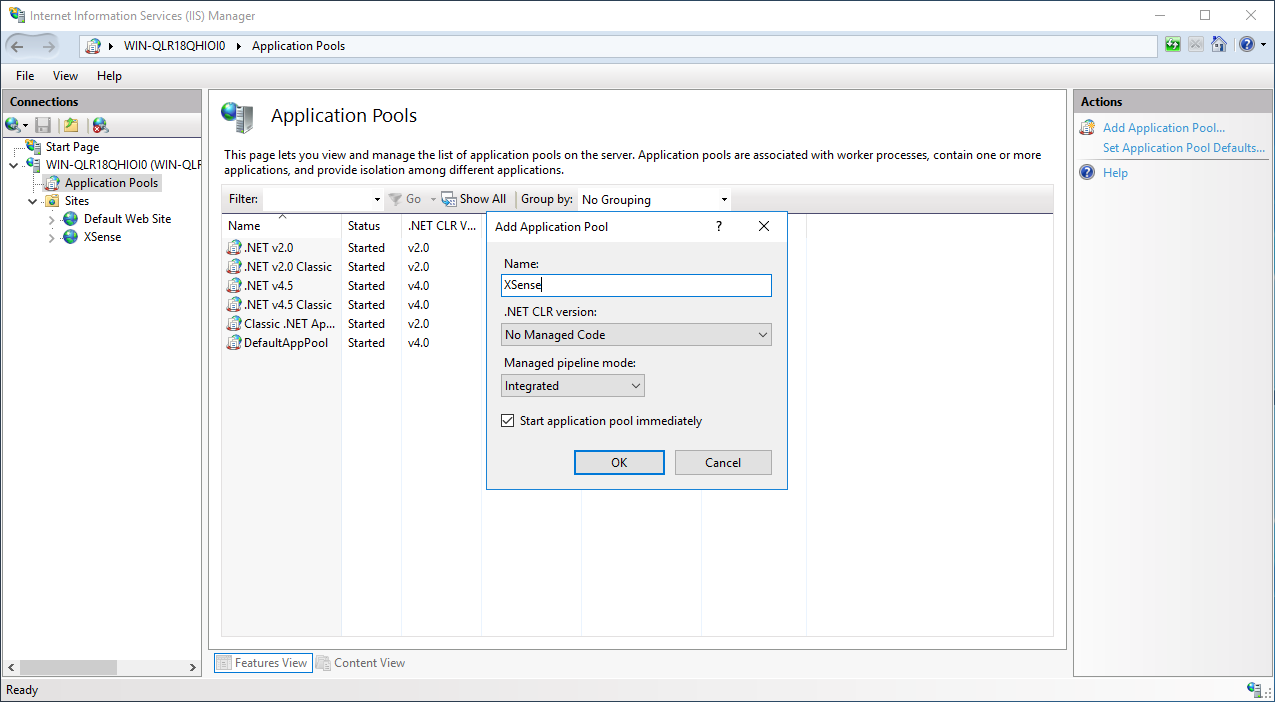 Internet Information Services (IIS) Manager
WIN-QLR18QHIOI0 Application Pools
File View Help
Connections
Start Page
WIN-QLR18QHIOI0 (WIN-QLR
Application Pools
Sites
Default Web Site
XSense
Application Pools
This page lets you view and manage the list of application pools on the server. Application pools are associated with worker processes, contain one or more
applications, and provide isolation among different applications.
Filter: Go Show All Group by: No Grouping
Name Status .NET CLR V...
.NET v2.0 Started v2.0
.NET v2.0 Classic Started v2.0
.NET v4.5 Started v4.0
.NET v4.5 Classic Started v4.0
Classic .NET Ap... Started v2.0
DefaultAppPool Started v4.0
Add Application Pool ?
Name:
XSense
.NET CLR version:
No Managed Code
Managed pipeline mode:
Integrated
Start application pool immediately
OK Cancel
Features View Content View
Actions
Add Application Pool...
Set Application Pool Defaults...
Help
Ready